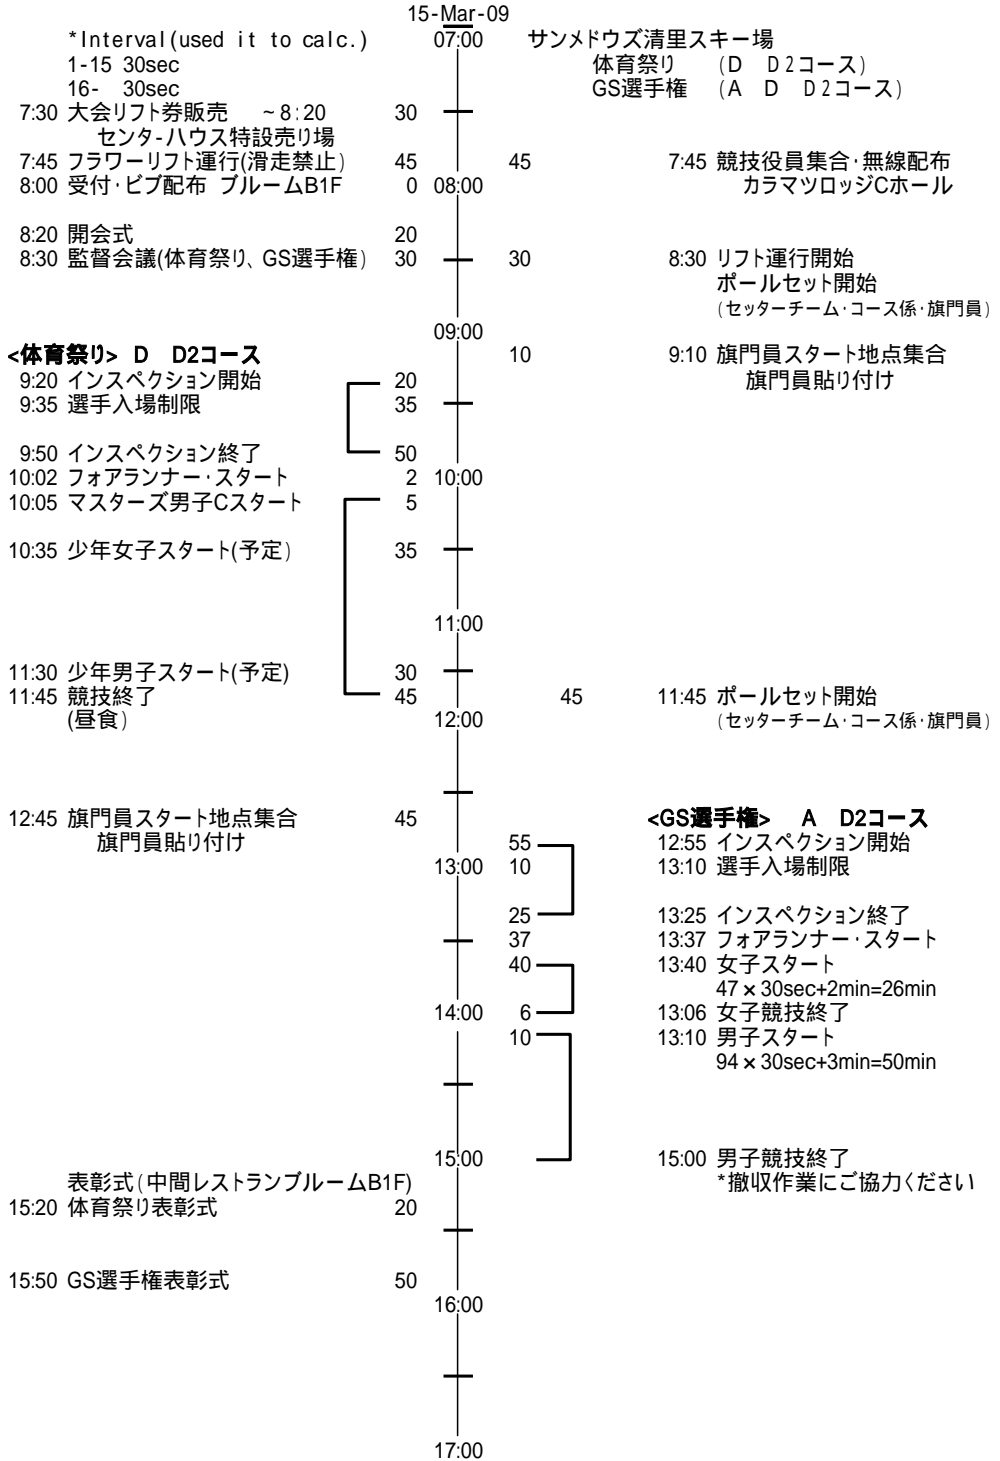 15-Mar-09
*Interval(used it to calc.) 07:00 サンメドウズ清里スキー場
1-15 30sec 体育祭り (D D2コース)
16- 30sec GS選手権 (A D D2コース)
7:30 大会リフト券販売 ~8:20 30
センタ-ハウス特設売り場
7:45 フラワーリフト運行(滑走禁止) 45 45 7:45 競技役員集合·無線配布
8:00 受付·ビブ配布 ブルームB1F 0 08:00 カラマツロッジCホール
8:20 開会式 20
8:30 監督会議(体育祭り、GS選手権) 30 30 8:30 リフト運行開始
ポールセット開始
(セッターチーム·コース係·旗門員)
09:00
<体育祭り> D D2コース 10 9:10 旗門員スタート地点集合
9:20 インスペクション開始 20 旗門員貼り付け
9:35 選手入場制限 35
9:50 インスペクション終了 50
10:02 フォアランナー·スタート 2 10:00
10:05 マスターズ男子Cスタート 5
10:35 少年女子スタート(予定) 35
11:00
11:30 少年男子スタート(予定) 30
11:45 競技終了 45 45 11:45 ポールセット開始
(昼食) 12:00 (セッターチーム·コース係·旗門員)
12:45 旗門員スタート地点集合 45 <GS選手権> A D2コース
旗門員貼り付け 55 12:55 インスペクション開始
13:00 10 13:10 選手入場制限
25 13:25 インスペクション終了
37 13:37 フォアランナー·スタート
40 13:40 女子スタート
47×30sec+2min=26min
14:00 6 13:06 女子競技終了
10 13:10 男子スタート
94×30sec+3min=50min
15:00 15:00 男子競技終了
表彰式(中間レストランブルームB1F) *撤収作業にご協力ください
15:20 体育祭り表彰式 20
15:50 GS選手権表彰式 50
16:00
17:00